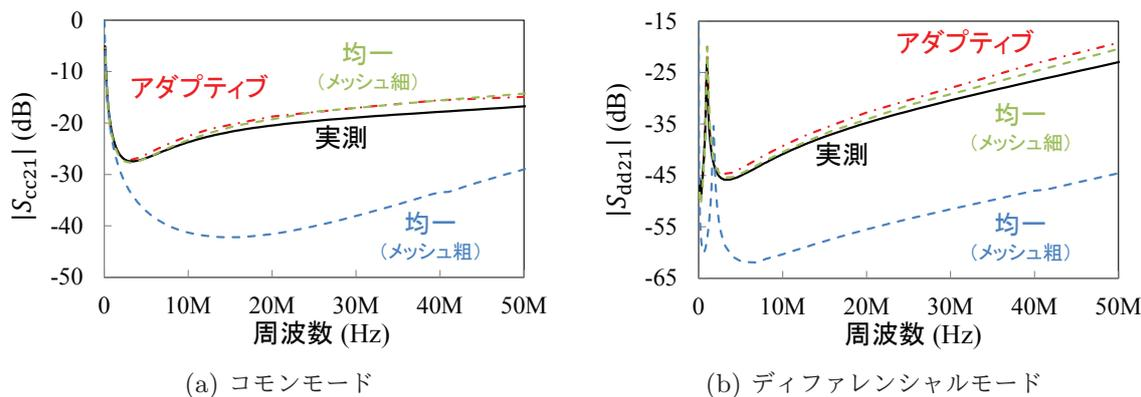 0
-10
-20
-30
-40
-50
|Scc21| (dB)
アダプティブ
均一
(メッシュ細)
実測
均一
(メッシュ粗)
0 10M 20M 30M 40M 50M
周波数 (Hz)
(a) コモンモード
-15
-25
-35
-45
-55
-65
|Sdd21| (dB)
アダプティブ
実測
均一
(メッシュ細)
均一
(メッシュ粗)
0 10M 20M 30M 40M 50M
周波数 (Hz)
(b) ディファレンシャルモード